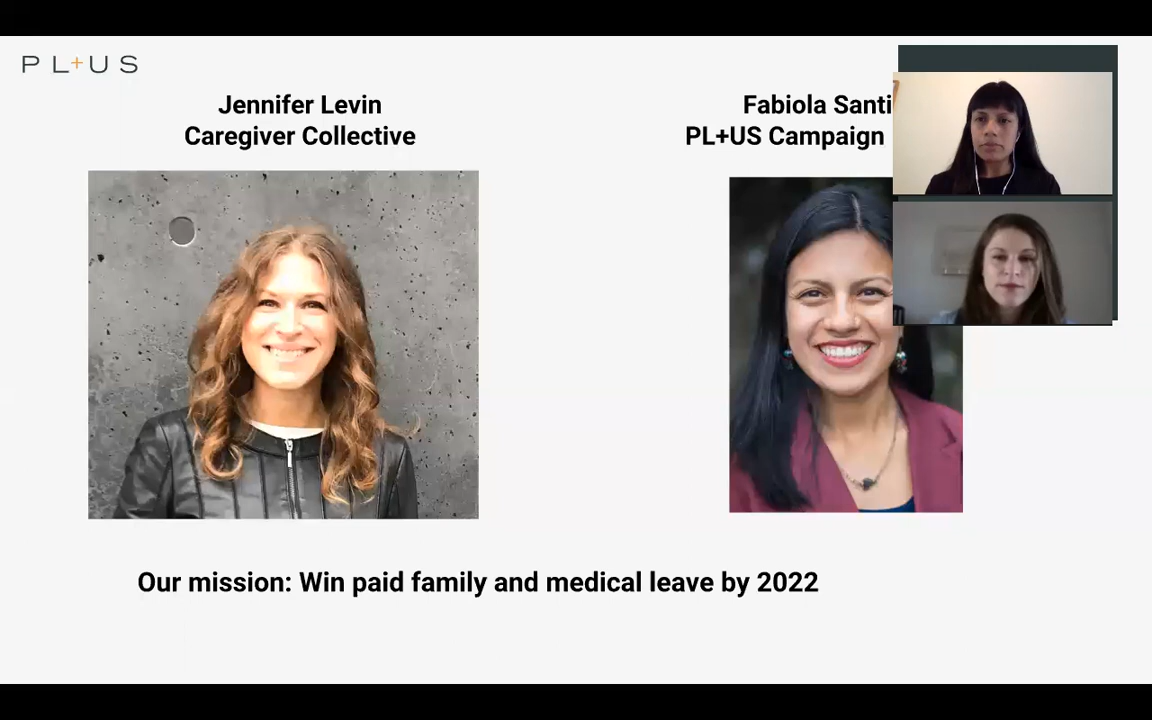 PL+US
Jennifer Levin
Caregiver Collective
Fabiola Santi
PL+US Campaign
Our mission: Win paid family and medical leave by 2022